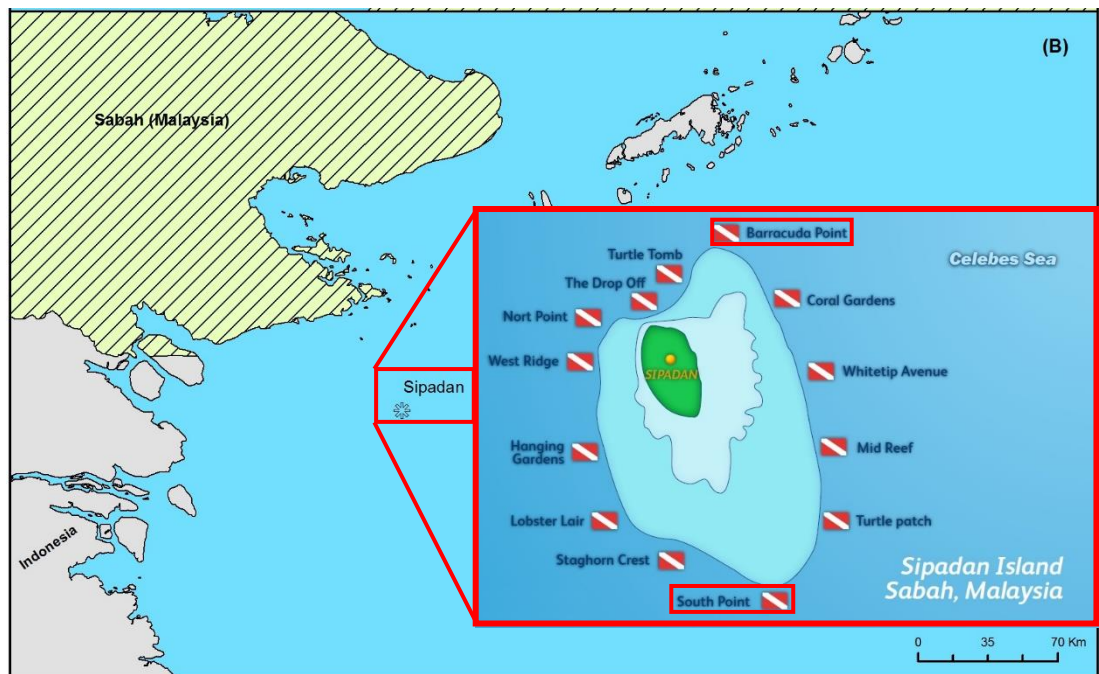 (B)
Sabah (Malaysia)
Barracuda Point
Turtle Tomb
Celebes Sea
The Drop Off
Coral Gardens
Nort Point
West Ridge
SIPADAN
Whitetip Avenue
Sipadan
Hanging
Gardens
Mid Reef
Lobster Lair
Turtle patch
Indonesia
Staghorn Crest
Sipadan Island
Sabah, Malaysia
South Point
0 35 70 Km